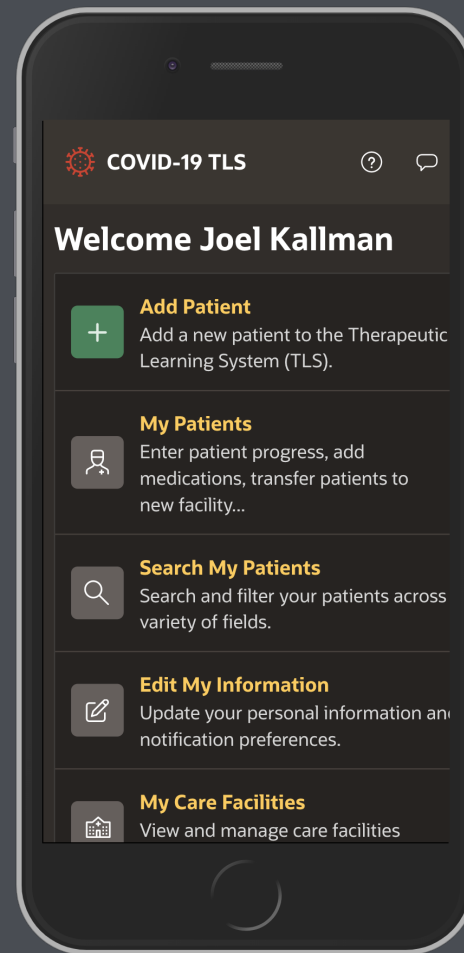 COVID-19 TLS
Welcome Joel Kallman
Add Patient
Add a new patient to the Therapeutic
Learning System (TLS).
My Patients
Enter patient progress, add
medications, transfer patients to
new facility...
Search My Patients
Search and filter your patients across
variety of fields.
Edit My Information
Update your personal information and
notification preferences.
My Care Facilities
View and manage care facilities